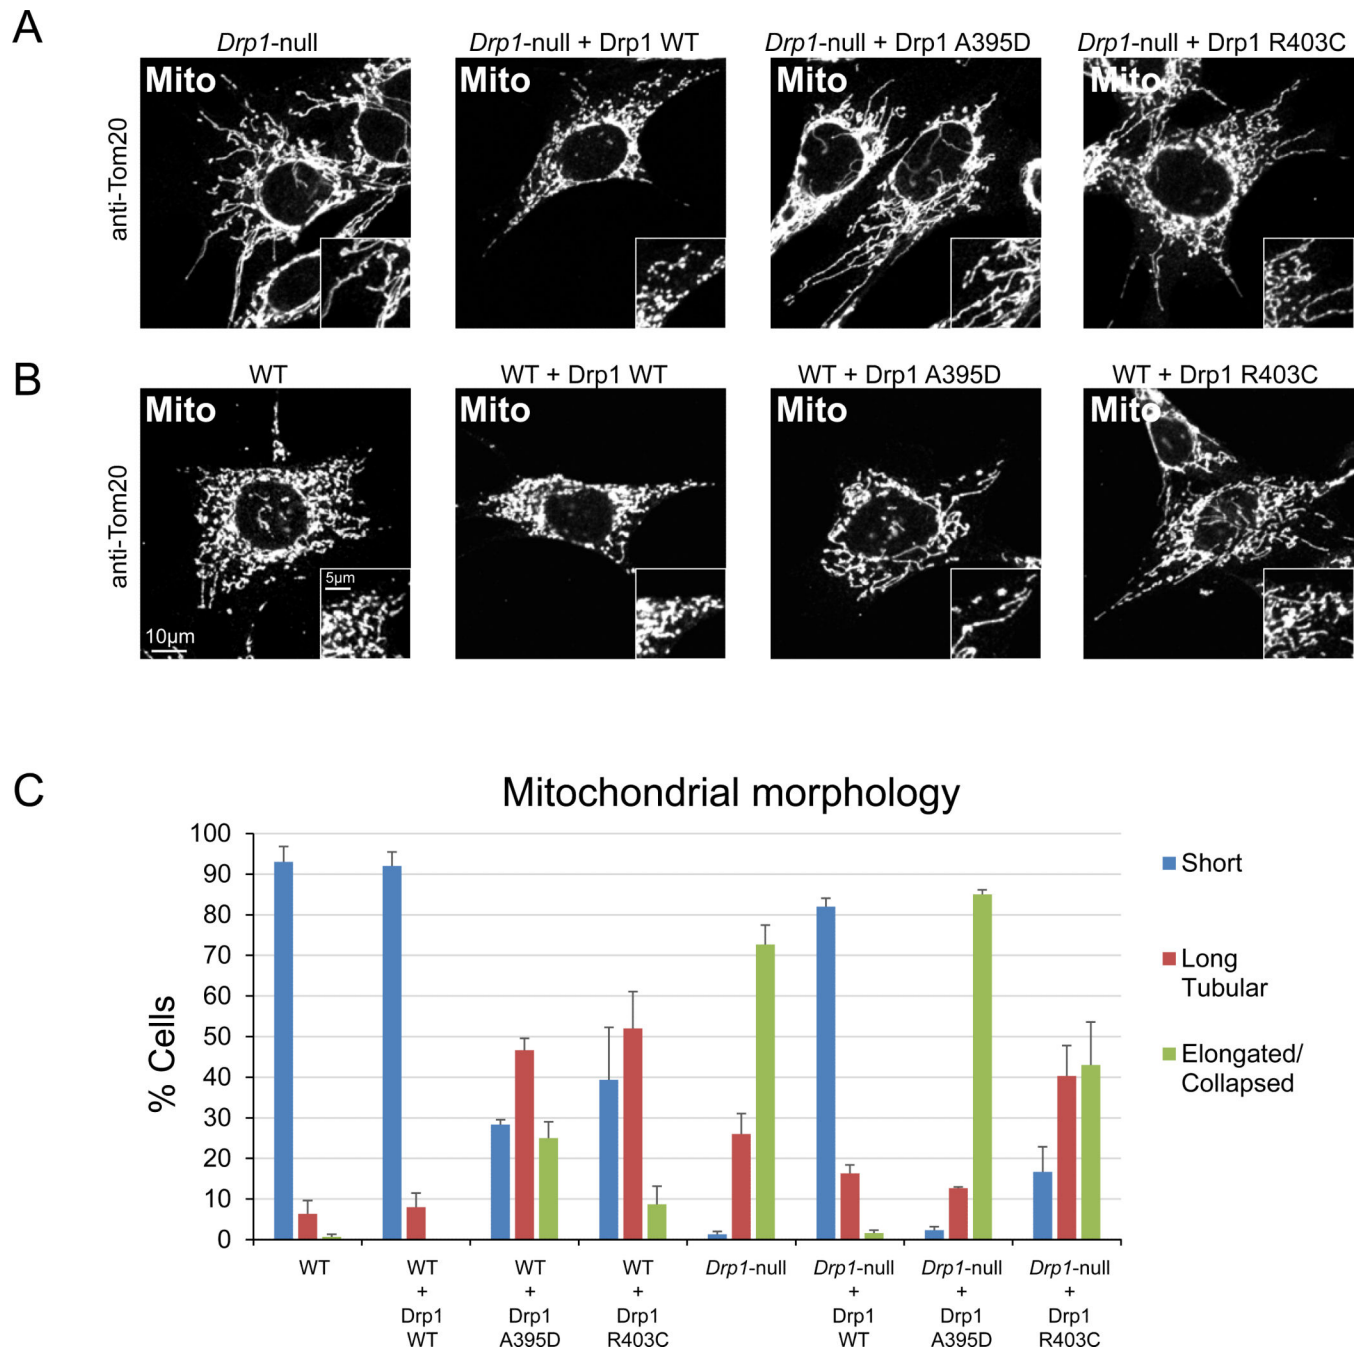 A
Drp1-null
Drp1-null + Drp1 WT
Drp1-null + Drp1 A395D
Drp1-null + Drp1 R403C
anti-Tom20
Mito
Mito
Mito
Mito
B
WT
WT + Drp1 WT
WT + Drp1 A395D
WT + Drp1 R403C
anti-Tom20
Mito
Mito
Mito
Mito
5µm
10µm
C
Mitochondrial morphology
% Cells
100
90
80
70
60
50
40
30
20
10
0
WT
WT
+
Drp1
WT
WT
+
Drp1
A395D
WT
+
Drp1
R403C
Drp1-null
Drp1-null
+
Drp1
WT
Drp1-null
+
Drp1
A395D
Drp1-null
+
Drp1
R403C
Short
Long
Tubular
Elongated/
Collapsed